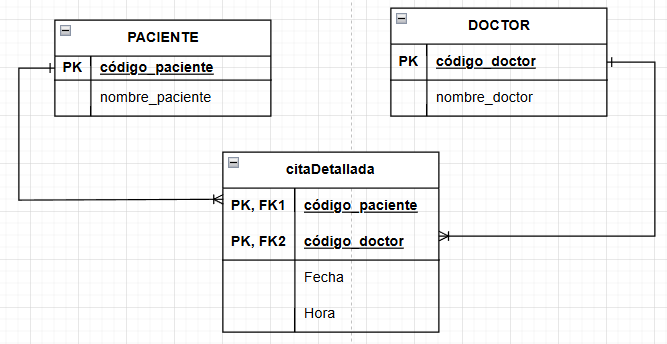 PACIENTE
PK código_paciente
nombre_paciente
DOCTOR
PK código_doctor
nombre_doctor
citaDetallada
PK, FK1 código_paciente
PK, FK2 código_doctor
Fecha
Hora